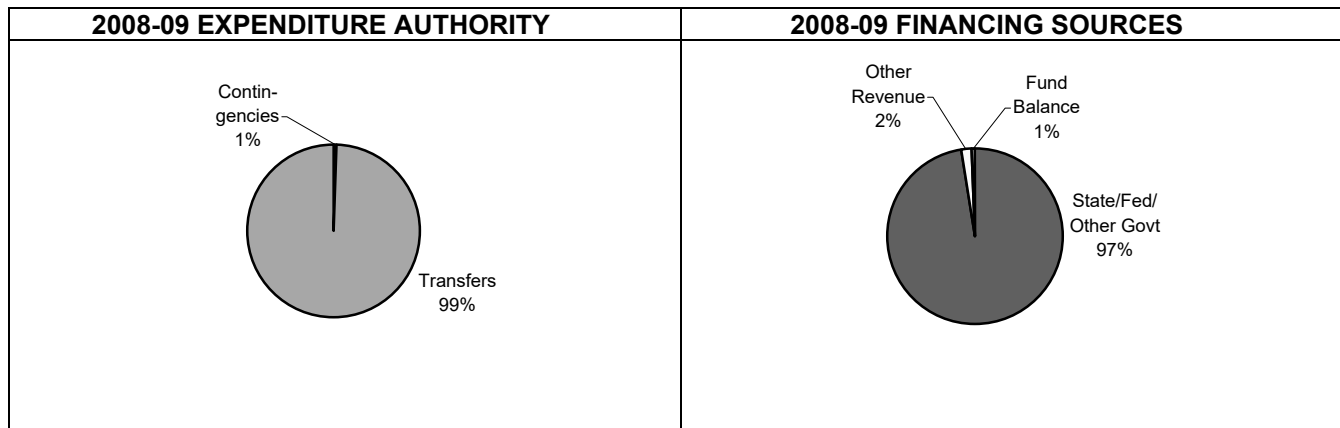 2008-09 EXPENDITURE AUTHORITY
Contin-
gencies
1%
Transfers
99%
2008-09 FINANCING SOURCES
Other
Revenue
2%
Fund
Balance
1%
State/Fed/
Other Govt
97%